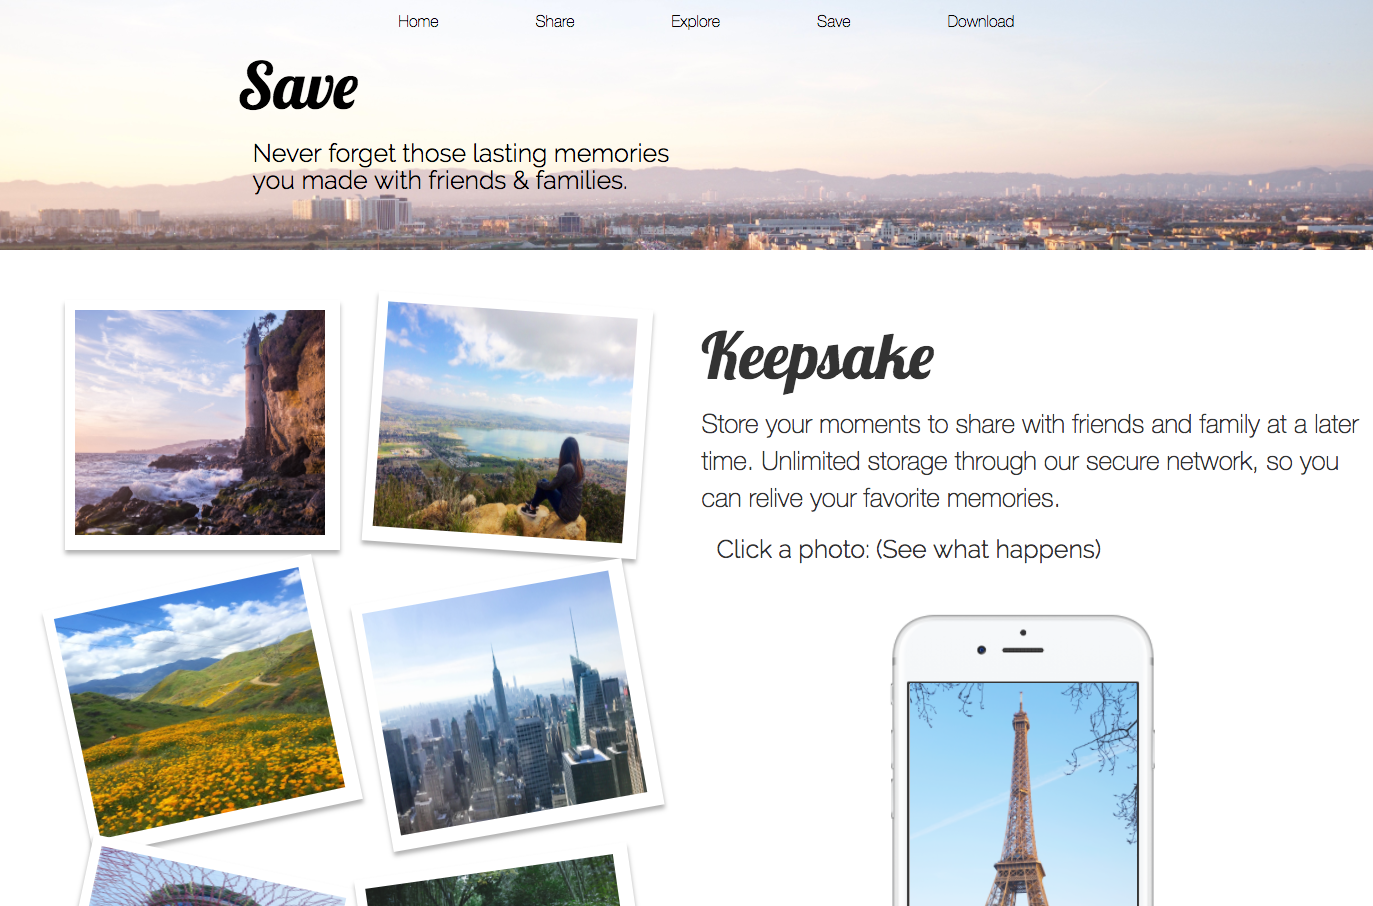 Home Share Explore Save Download
Save
Never forget those lasting memories
you made with friends & families.
Keepsake
Store your moments to share with friends and family at a later
time. Unlimited storage through our secure network, so you
can relive your favorite memories.
Click a photo: (See what happens)